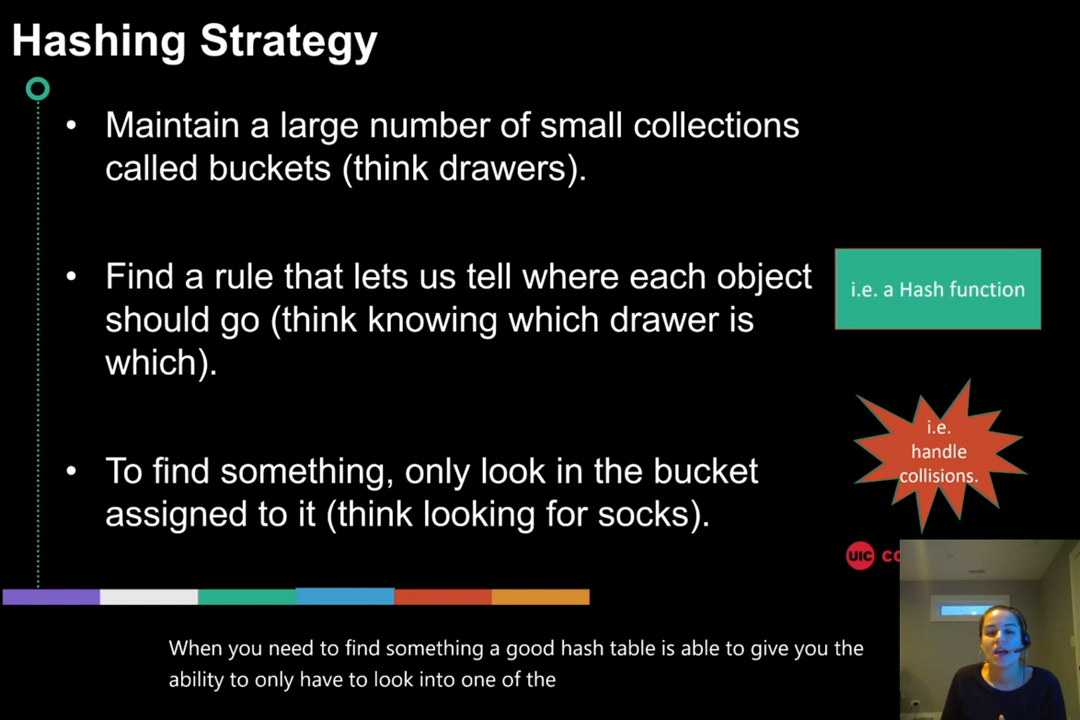 Hashing Strategy
• Maintain a large number of small collections
called buckets (think drawers).
• Find a rule that lets us tell where each object
should go (think knowing which drawer is
which).
i.e. a Hash function
i.e.
handle
collisions.
• To find something, only look in the bucket
assigned to it (think looking for socks).
UIC
When you need to find something a good hash table is able to give you the
ability to only have to look into one of the